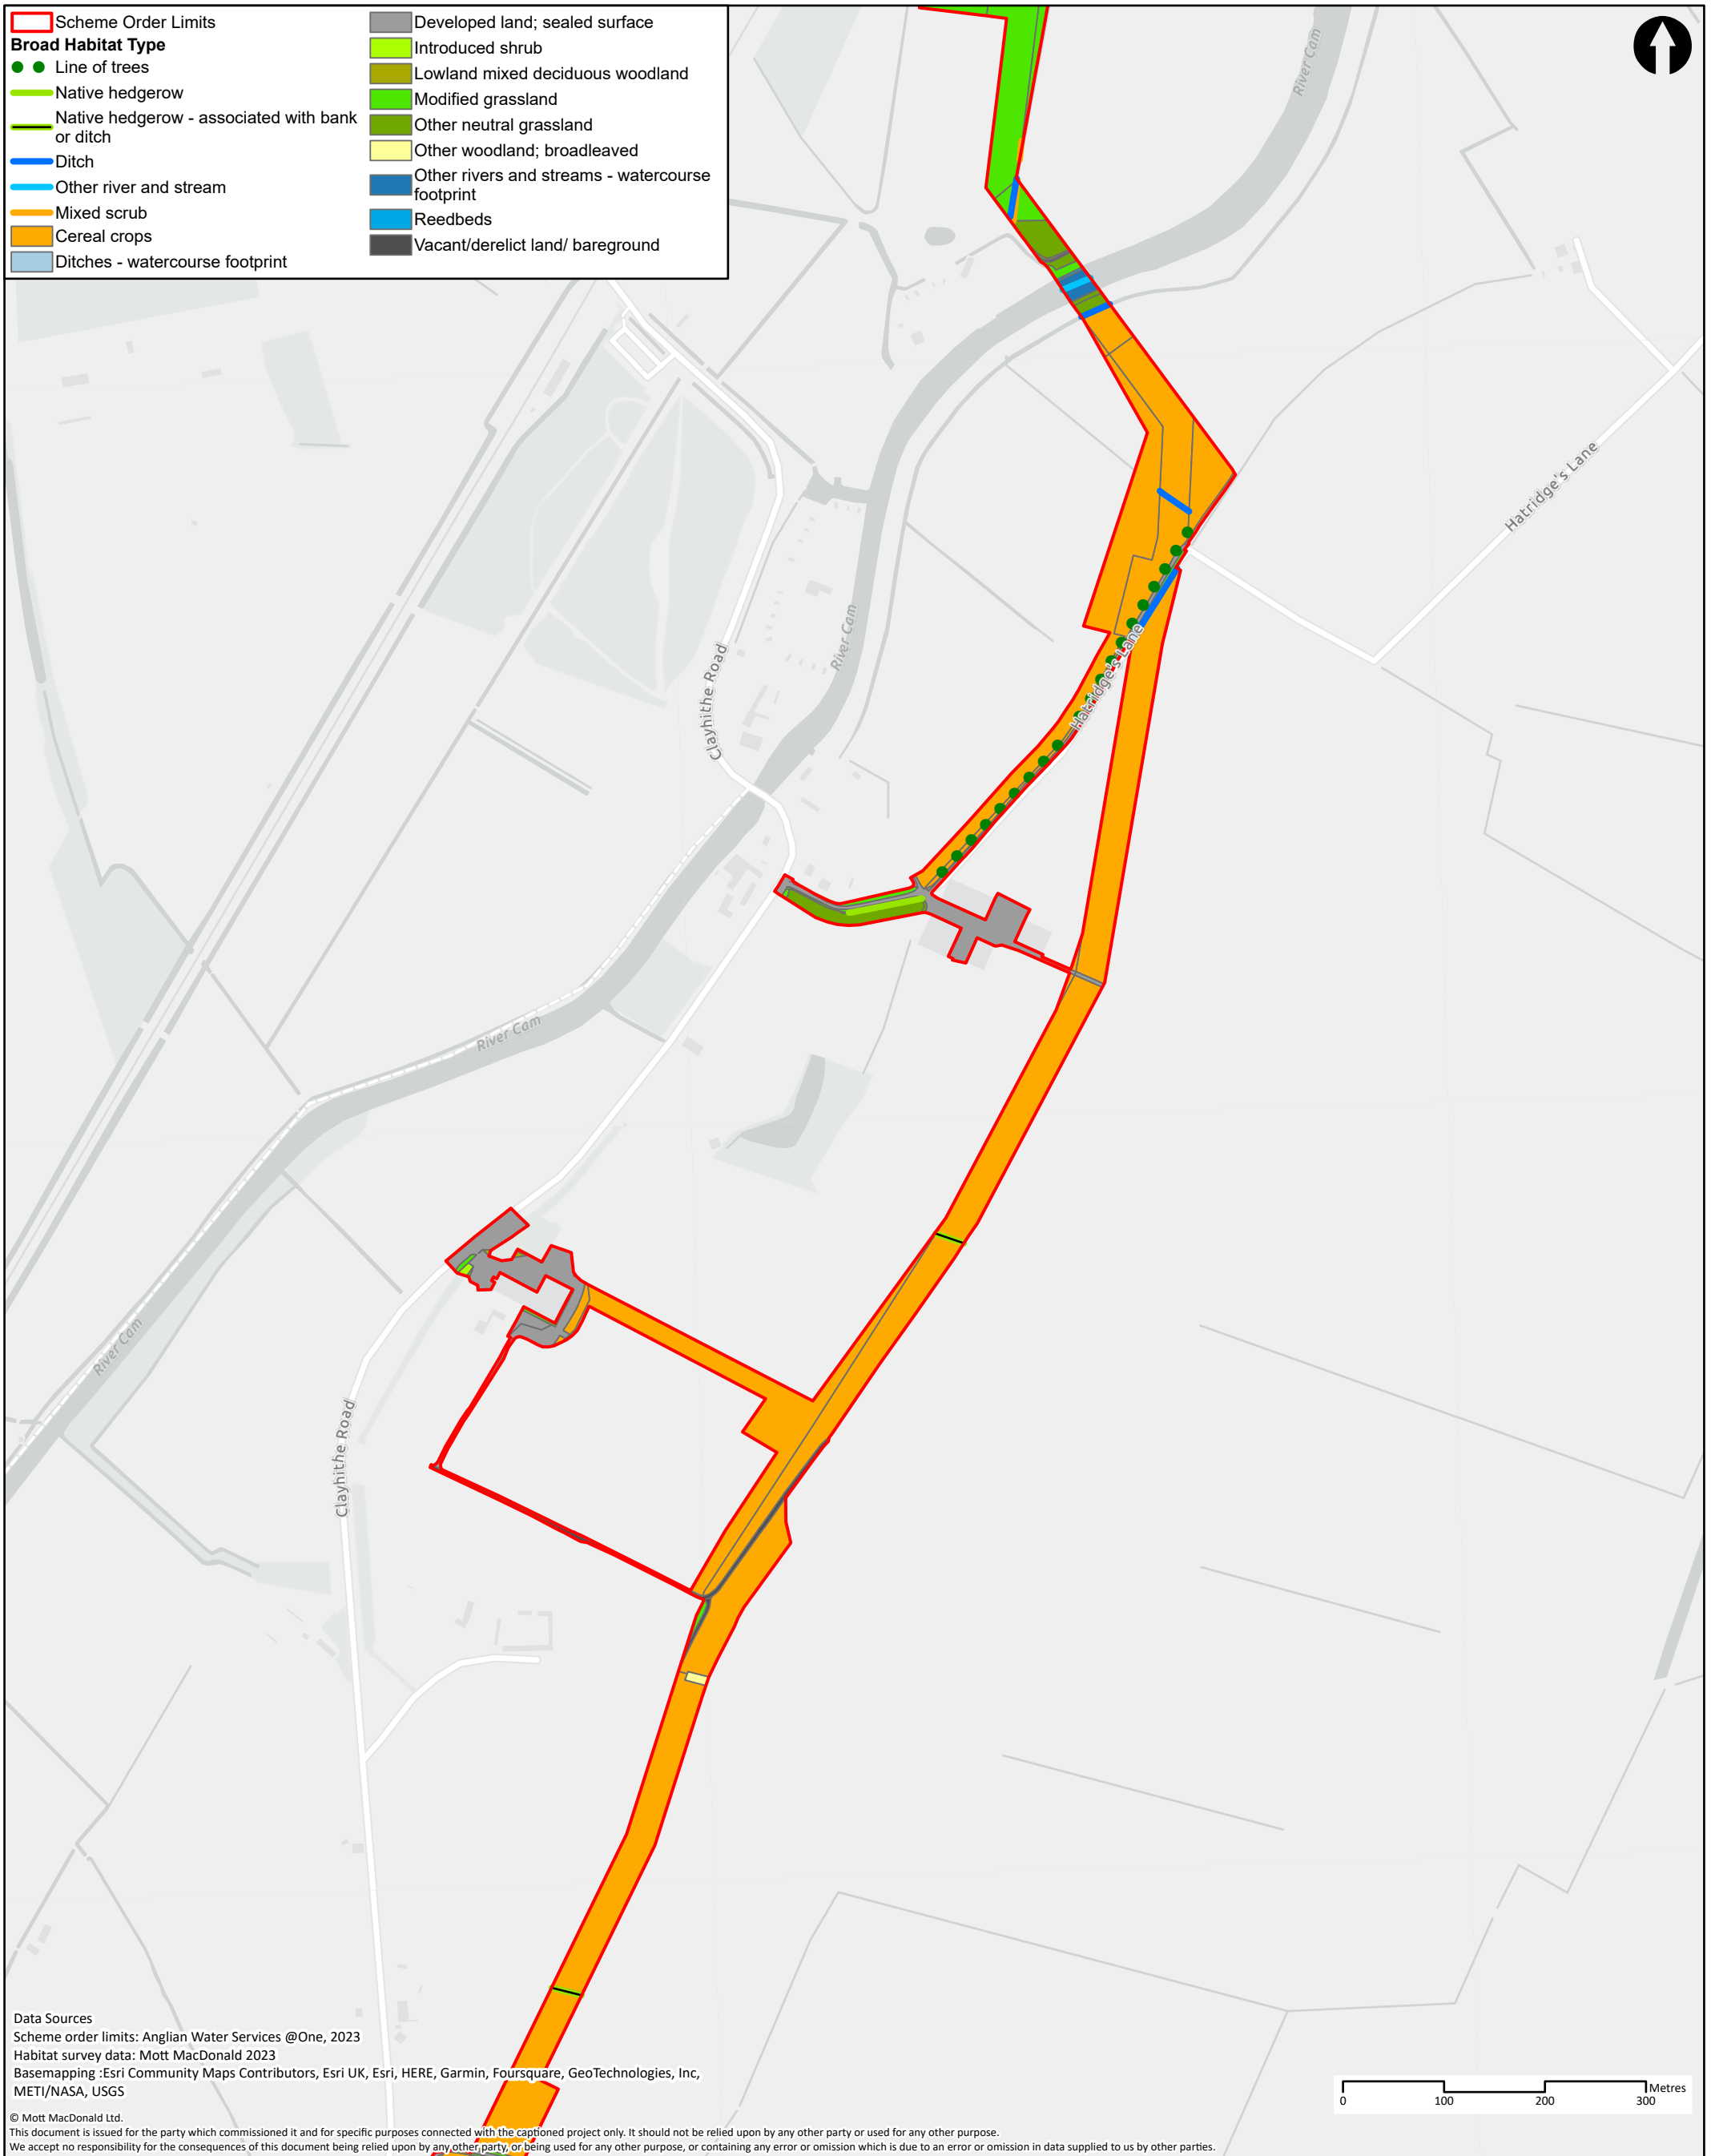 Scheme Order Limits
Broad Habitat Type
Line of trees
Native hedgerow
Native hedgerow - associated with bank
or ditch
Ditch
Other river and stream
Mixed scrub
Cereal crops
Ditches - watercourse footprint
Developed land; sealed surface
Introduced shrub
Lowland mixed deciduous woodland
Modified grassland
Other neutral grassland
Other woodland; broadleaved
Other rivers and streams - watercourse
footprint
Reedbeds
Vacant/derelict land/ bareground
River Cam
Hatridge's Lane
River Cam
Clayhithe Road
Hatridge's Lane
River Cam
River Cam
Clayhithe Road
Data Sources
Scheme order limits: Anglian Water Services @One, 2023
Habitat survey data: Mott MacDonald 2023
Basemapping :Esri Community Maps Contributors, Esri UK, Esri, HERE, Garmin, Foursquare, GeoTechnologies, Inc,
METI/NASA, USGS
Metres
0 100 200 300
© Mott MacDonald Ltd.
This document is issued for the party which commissioned it and for specific purposes connected with the captioned project only. It should not be relied upon by any other party or used for any other purpose.
We accept no responsibility for the consequences of this document being relied upon by any other party, or being used for any other purpose, or containing any error or omission which is due to an error or omission in data supplied to us by other parties.